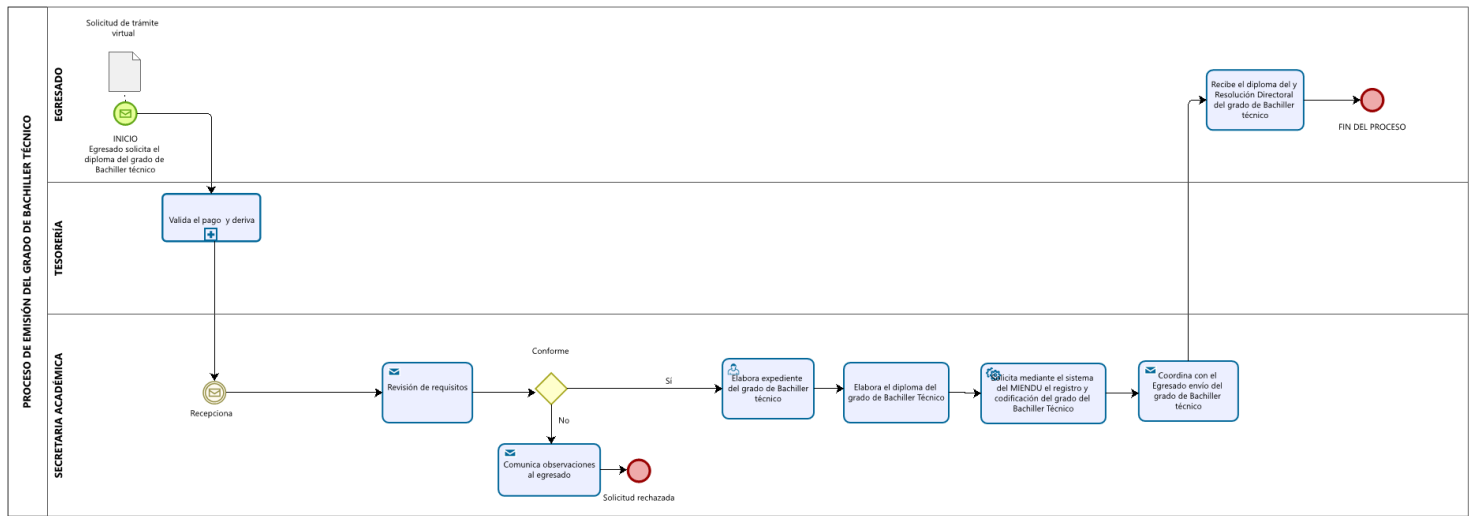 PROCESO DE EMISIÓN DEL GRADO DE BACHILLER TÉCNICO
EGRESADO
Solicitud de trámite
virtual
INICIO
Egresado solicita el
diploma del grado de
Bachiller técnico
Recibe el diploma del y
Resolución Directoral
del grado de Bachiller
técnico
FIN DEL PROCESO
TESORERÍA
Valida el pago y deriva
SECRETARIA ACADÉMICA
Recepciona
Revisión de requisitos
Conforme
Si
No
Comunica observaciones
al egresado
Solicitud rechazada
Elabora expediente
del grado de Bachiller
técnico
Elabora el diploma del
grado de Bachiller Técnico
Solicita mediante el sistema
del MIENDU el registro y
codificación del grado del
Bachiller Técnico
Coordina con el
Egresado envío del
grado de Bachiller
técnico